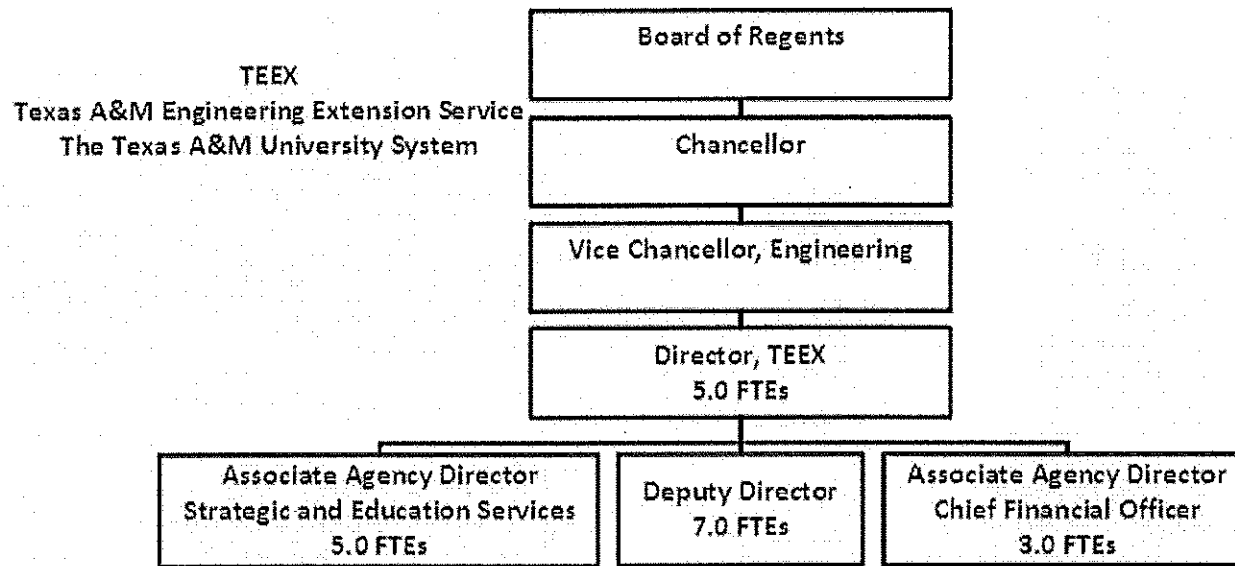 TEEX
Texas A&M Engineering Extension Service
The Texas A&M University System
Board of Regents
Chancellor
Vice Chancellor, Engineering
Director, TEEX
5.0 FTEs
Associate Agency Director
Strategic and Education Services
5.0 FTEs
Deputy Director
7.0 FTEs
Associate Agency Director
Chief Financial Officer
3.0 FTEs